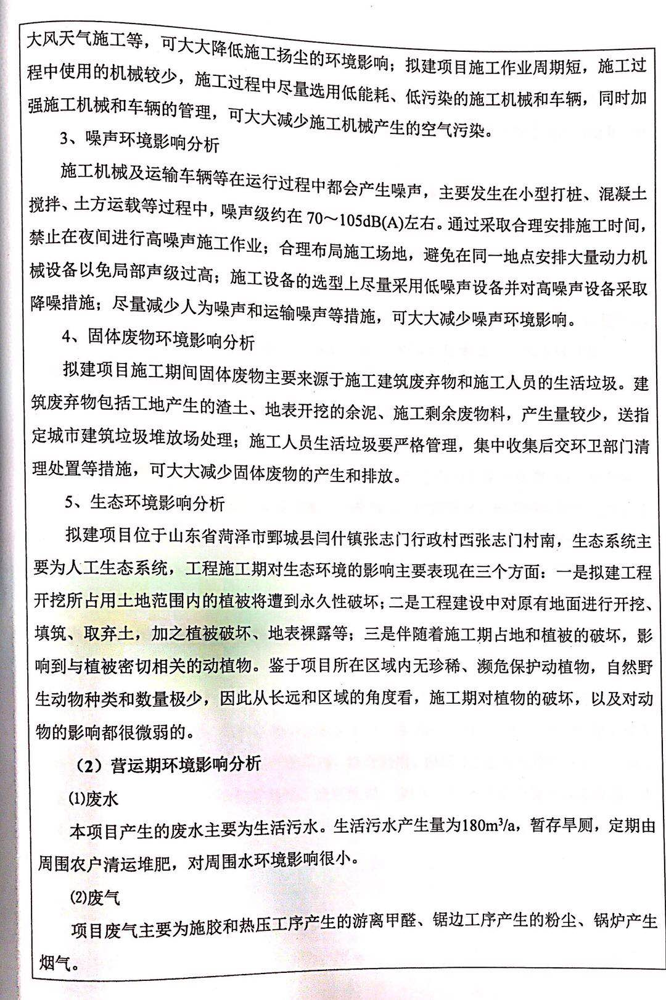 大风天气施工等，可大大降低施工扬尘的环境影响；拟建项目施工作业周期短，施工过
程中使用的机械较少，施工过程中尽量选用低能耗、低污染的施工机械和车辆，同时加
强施工机械和车辆的管理，可大大减少施工机械产生的空气污染。
3、噪声环境影响分析
施工机械及运输车辆等在运行过程中都会产生噪声，主要发生在小型打桩、混凝土
搅拌、土方运载等过程中，噪声级约在 70～105dB(A)左右。通过采取合理安排施工时间，
禁止在夜间进行高噪声施工作业；合理布局施工场地，避免在同一地点安排大量动力机
械设备以免局部声级过高；施工设备的选型上尽量采用低噪声设备并对高噪声设备采取
降噪措施；尽量减少人为噪声和运输噪声等措施，可大大减少噪声环境影响。
4、固体废物环境影响分析
拟建项目施工期间固体废物主要来源于施工建筑废弃物和施工人员的生活垃圾。建
筑废弃物包括工地产生的渣土、地表开挖的余泥、施工剩余废物料，产生量较少，送指
定城市建筑垃圾堆放场处理；施工人员生活垃圾要严格管理，集中收集后交环卫部门清
理处置等措施，可大大减少固体废物的产生和排放。
5、生态环境影响分析
拟建项目位于山东省菏泽市鄄城县闫什镇张志门行政村西张志门村南，生态系统主
要为人工生态系统，工程施工期对生态环境的影响主要表现在三个方面：一是拟建工程
开挖所占用土地范围内的植被将遭到永久性破坏；二是工程建设中对原有地面进行开挖、
填筑、取弃土，加之植被破坏、地表裸露等；三是伴随着施工期占地和植被的破坏，影
响到与植被密切相关的动植物。鉴于项目所在区域内无珍稀、濒危保护动植物，自然野
生动物种类和数量极少，因此从长远和区域的角度看，施工期对植物的破坏，以及对动
物的影响都很微弱的。
（2）营运期环境影响分析
⑴废水
本项目产生的废水主要为生活污水。生活污水产生量为180m³/a，暂存旱厕，定期由
周围农户清运堆肥，对周围水环境影响很小。
⑵废气
项目废气主要为施胶和热压工序产生的游离甲醛、锯边工序产生的粉尘、锅炉产生
烟气。